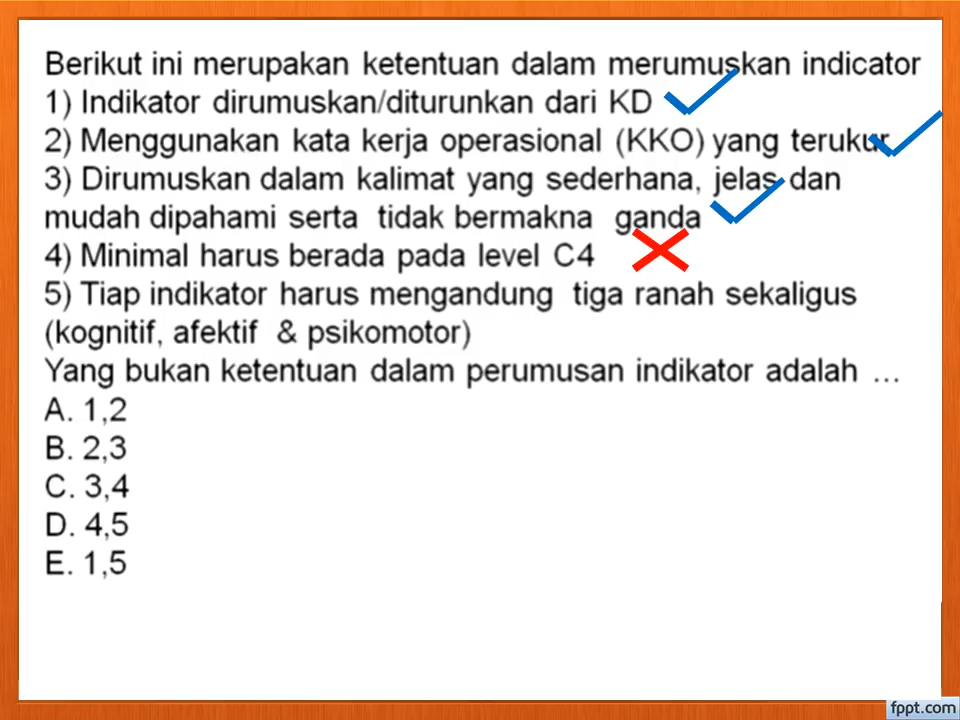 Berikut ini merupakan ketentuan dalam merumuskan indicator
1) Indikator dirumuskan/diturunkan dari KD
2) Menggunakan kata kerja operasional (KKO) yang terukur
3) Dirumuskan dalam kalimat yang sederhana, jelas dan
mudah dipahami serta tidak bermakna ganda
4) Minimal harus berada pada level C4
5) Tiap indikator harus mengandung tiga ranah sekaligus
(kognitif, afektif & psikomotor)
Yang bukan ketentuan dalam perumusan indikator adalah ...
A. 1,2
B. 2,3
C. 3,4
D. 4,5
E. 1,5
fppt.com